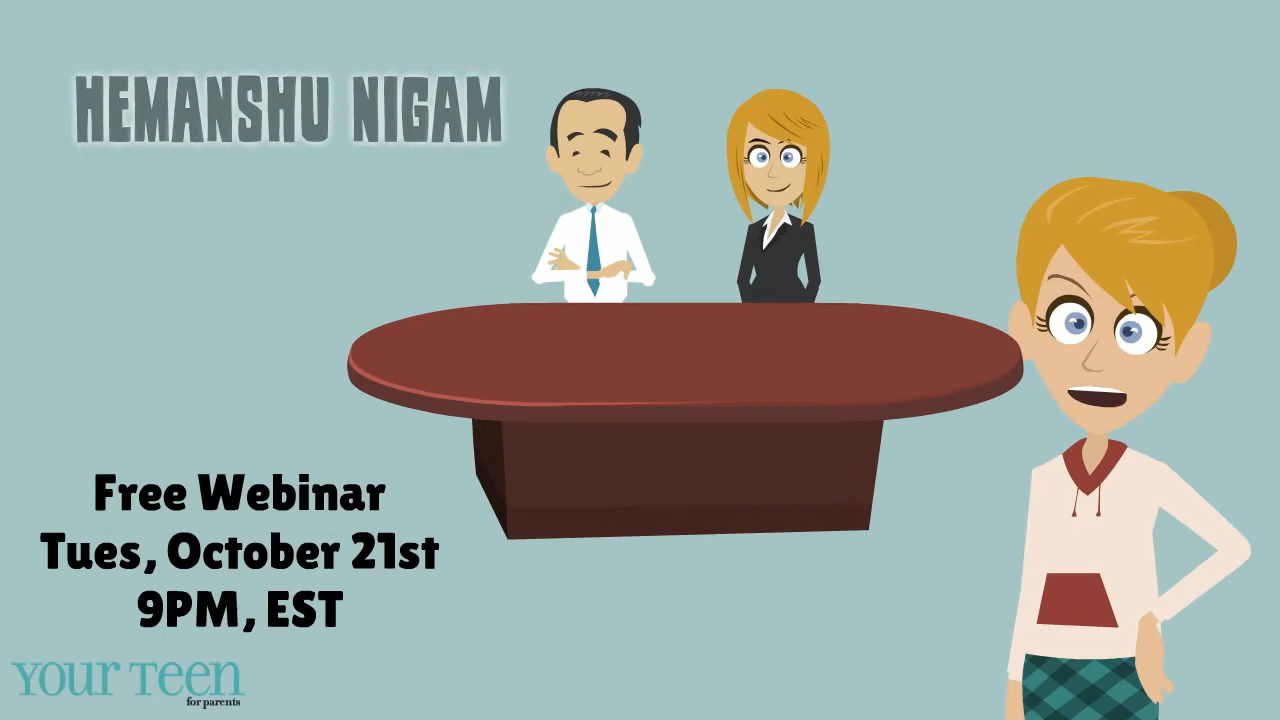 HEMANSHU NIGAM
Free Webinar
Tues, October 21st
9PM, EST
YOUR TEEN
for parents